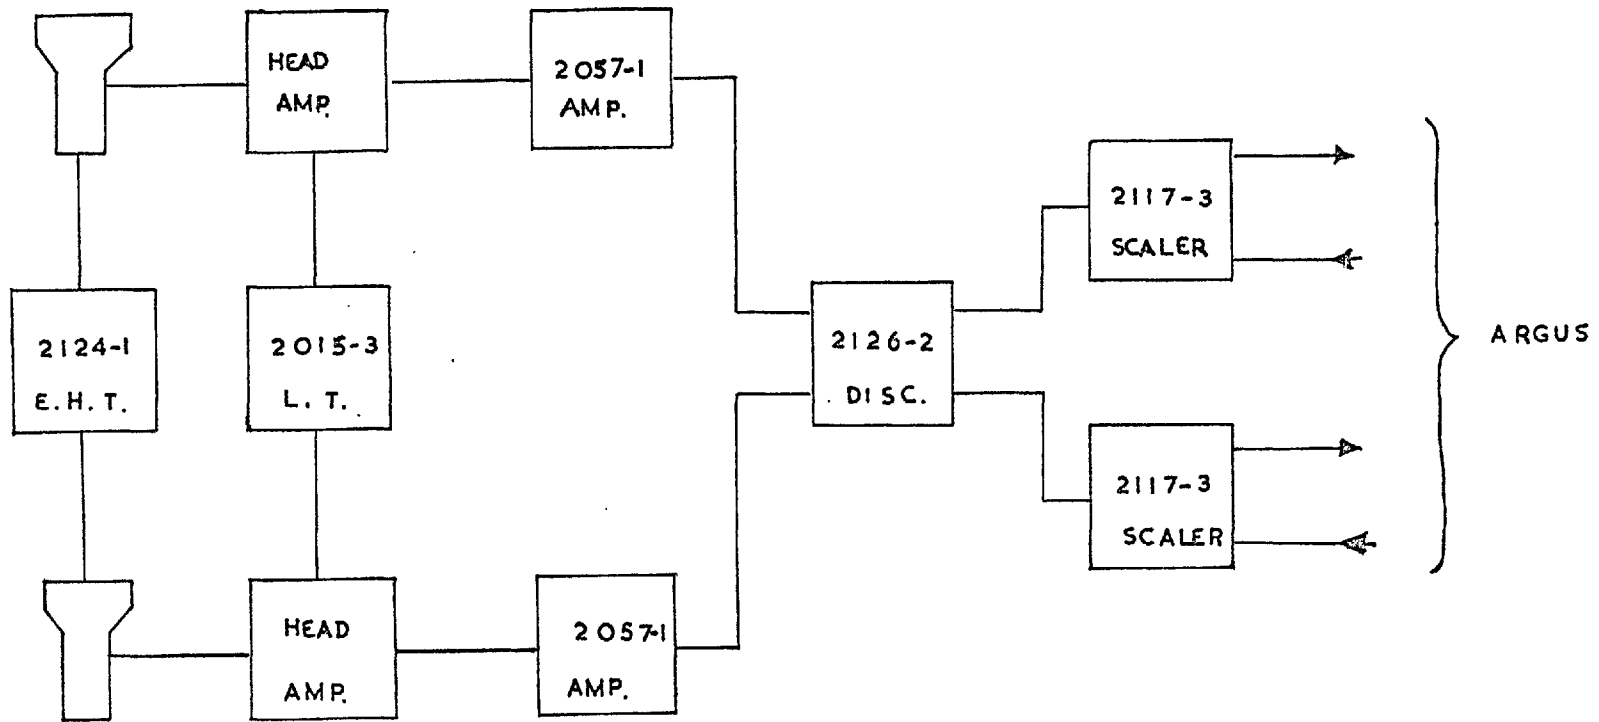 HEAD
AMP.
2057-1
AMP.
2117-3
SCALER
2124-1
E.H.T.
2015-3
L.T.
2126-2
DISC.
ARGUS
2117-3
SCALER
HEAD
AMP.
2057-1
AMP.